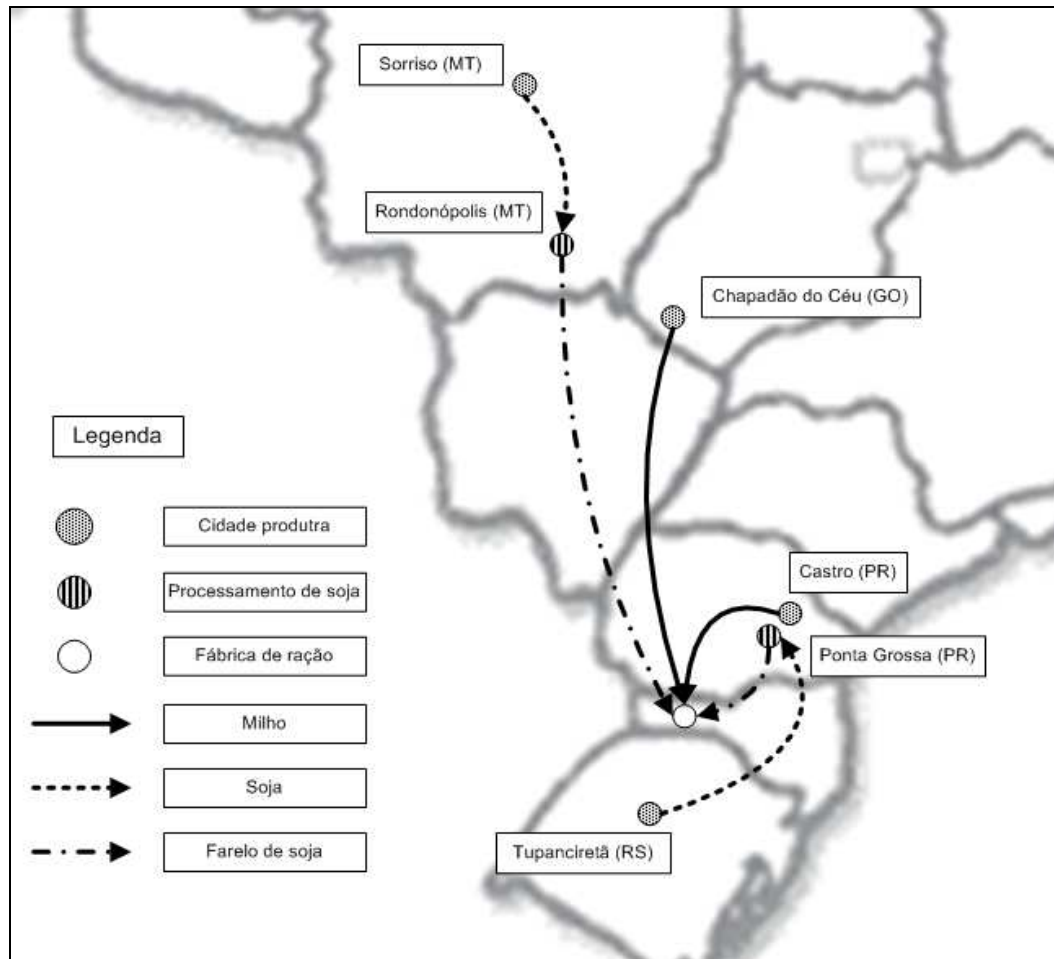 Sorriso (MT)
Rondonópolis (MT)
Chapadão do Céu (GO)
Legenda
Cidade produtra
Castro (PR)
Processamento de soja
Ponta Grossa (PR)
Fábrica de ração
Milho
Soja
Farelo de soja
Tupanciretã (RS)